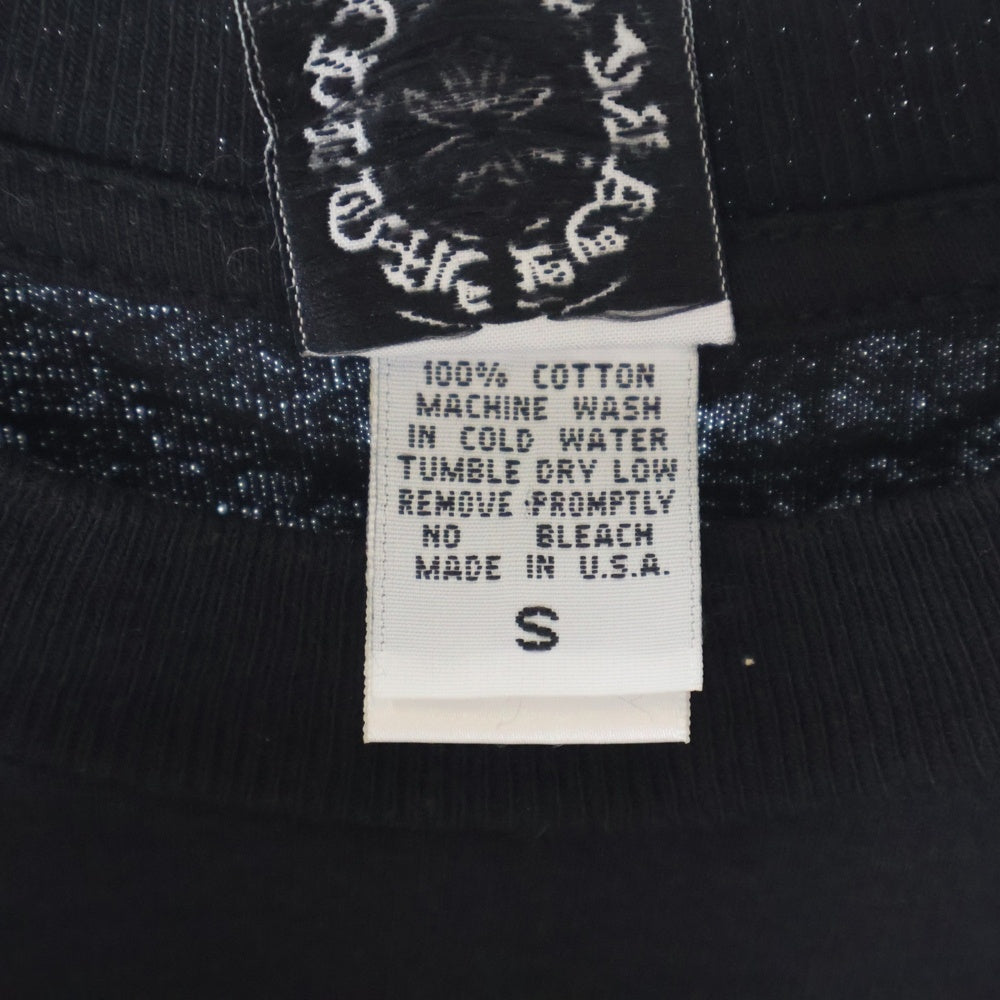 100% COTTON
MACHINE WASH
IN COLD WATER
TUMBLE DRY LOW
REMOVE PROMPTLY
NO BLEACH
MADE IN U.S.A.
S